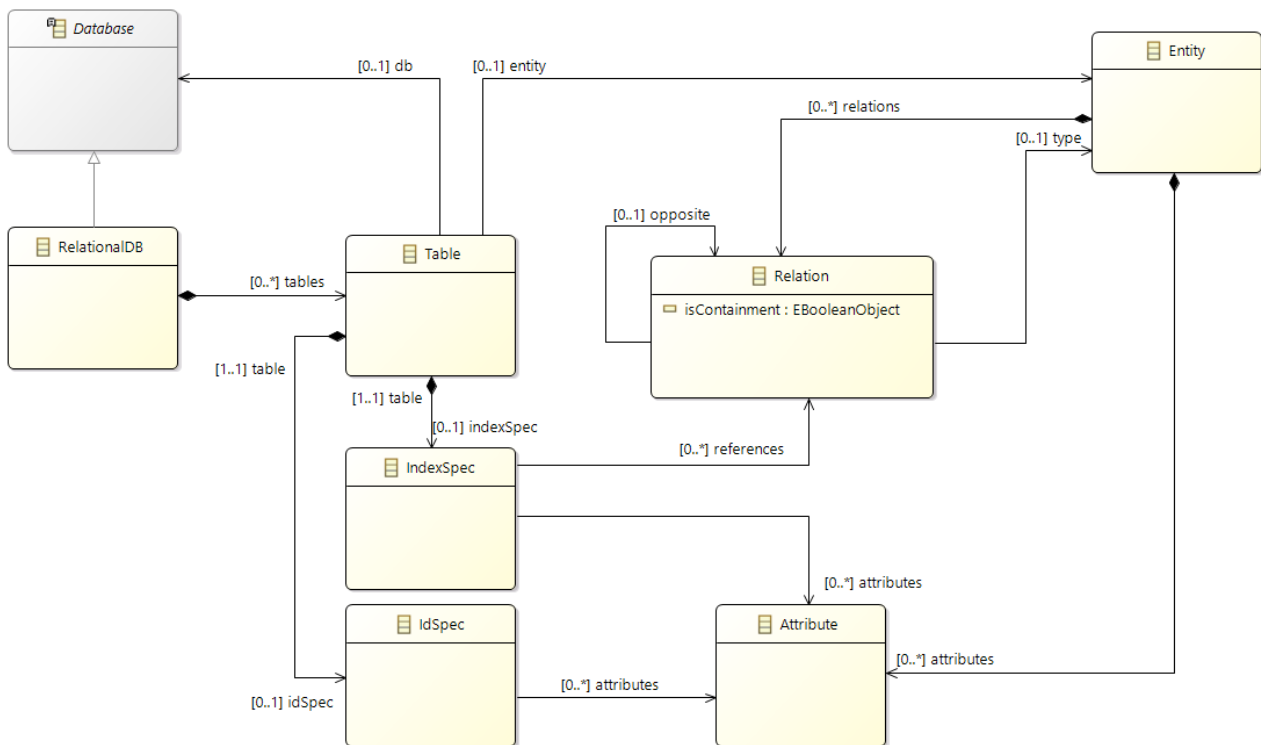 Database
Entity
[0..1] db
[0..1] entity
[0..*] relations
[0..1] type
[0..1] opposite
RelationalDB
Table
Relation
[0..*] tables
isContainment : EBooleanObject
[1..1] table
[1..1] table
[0..1] indexSpec
[0..*] references
IndexSpec
[0..*] attributes
IdSpec
Attribute
[0..*] attributes
[0..*] attributes
[0..1] idSpec